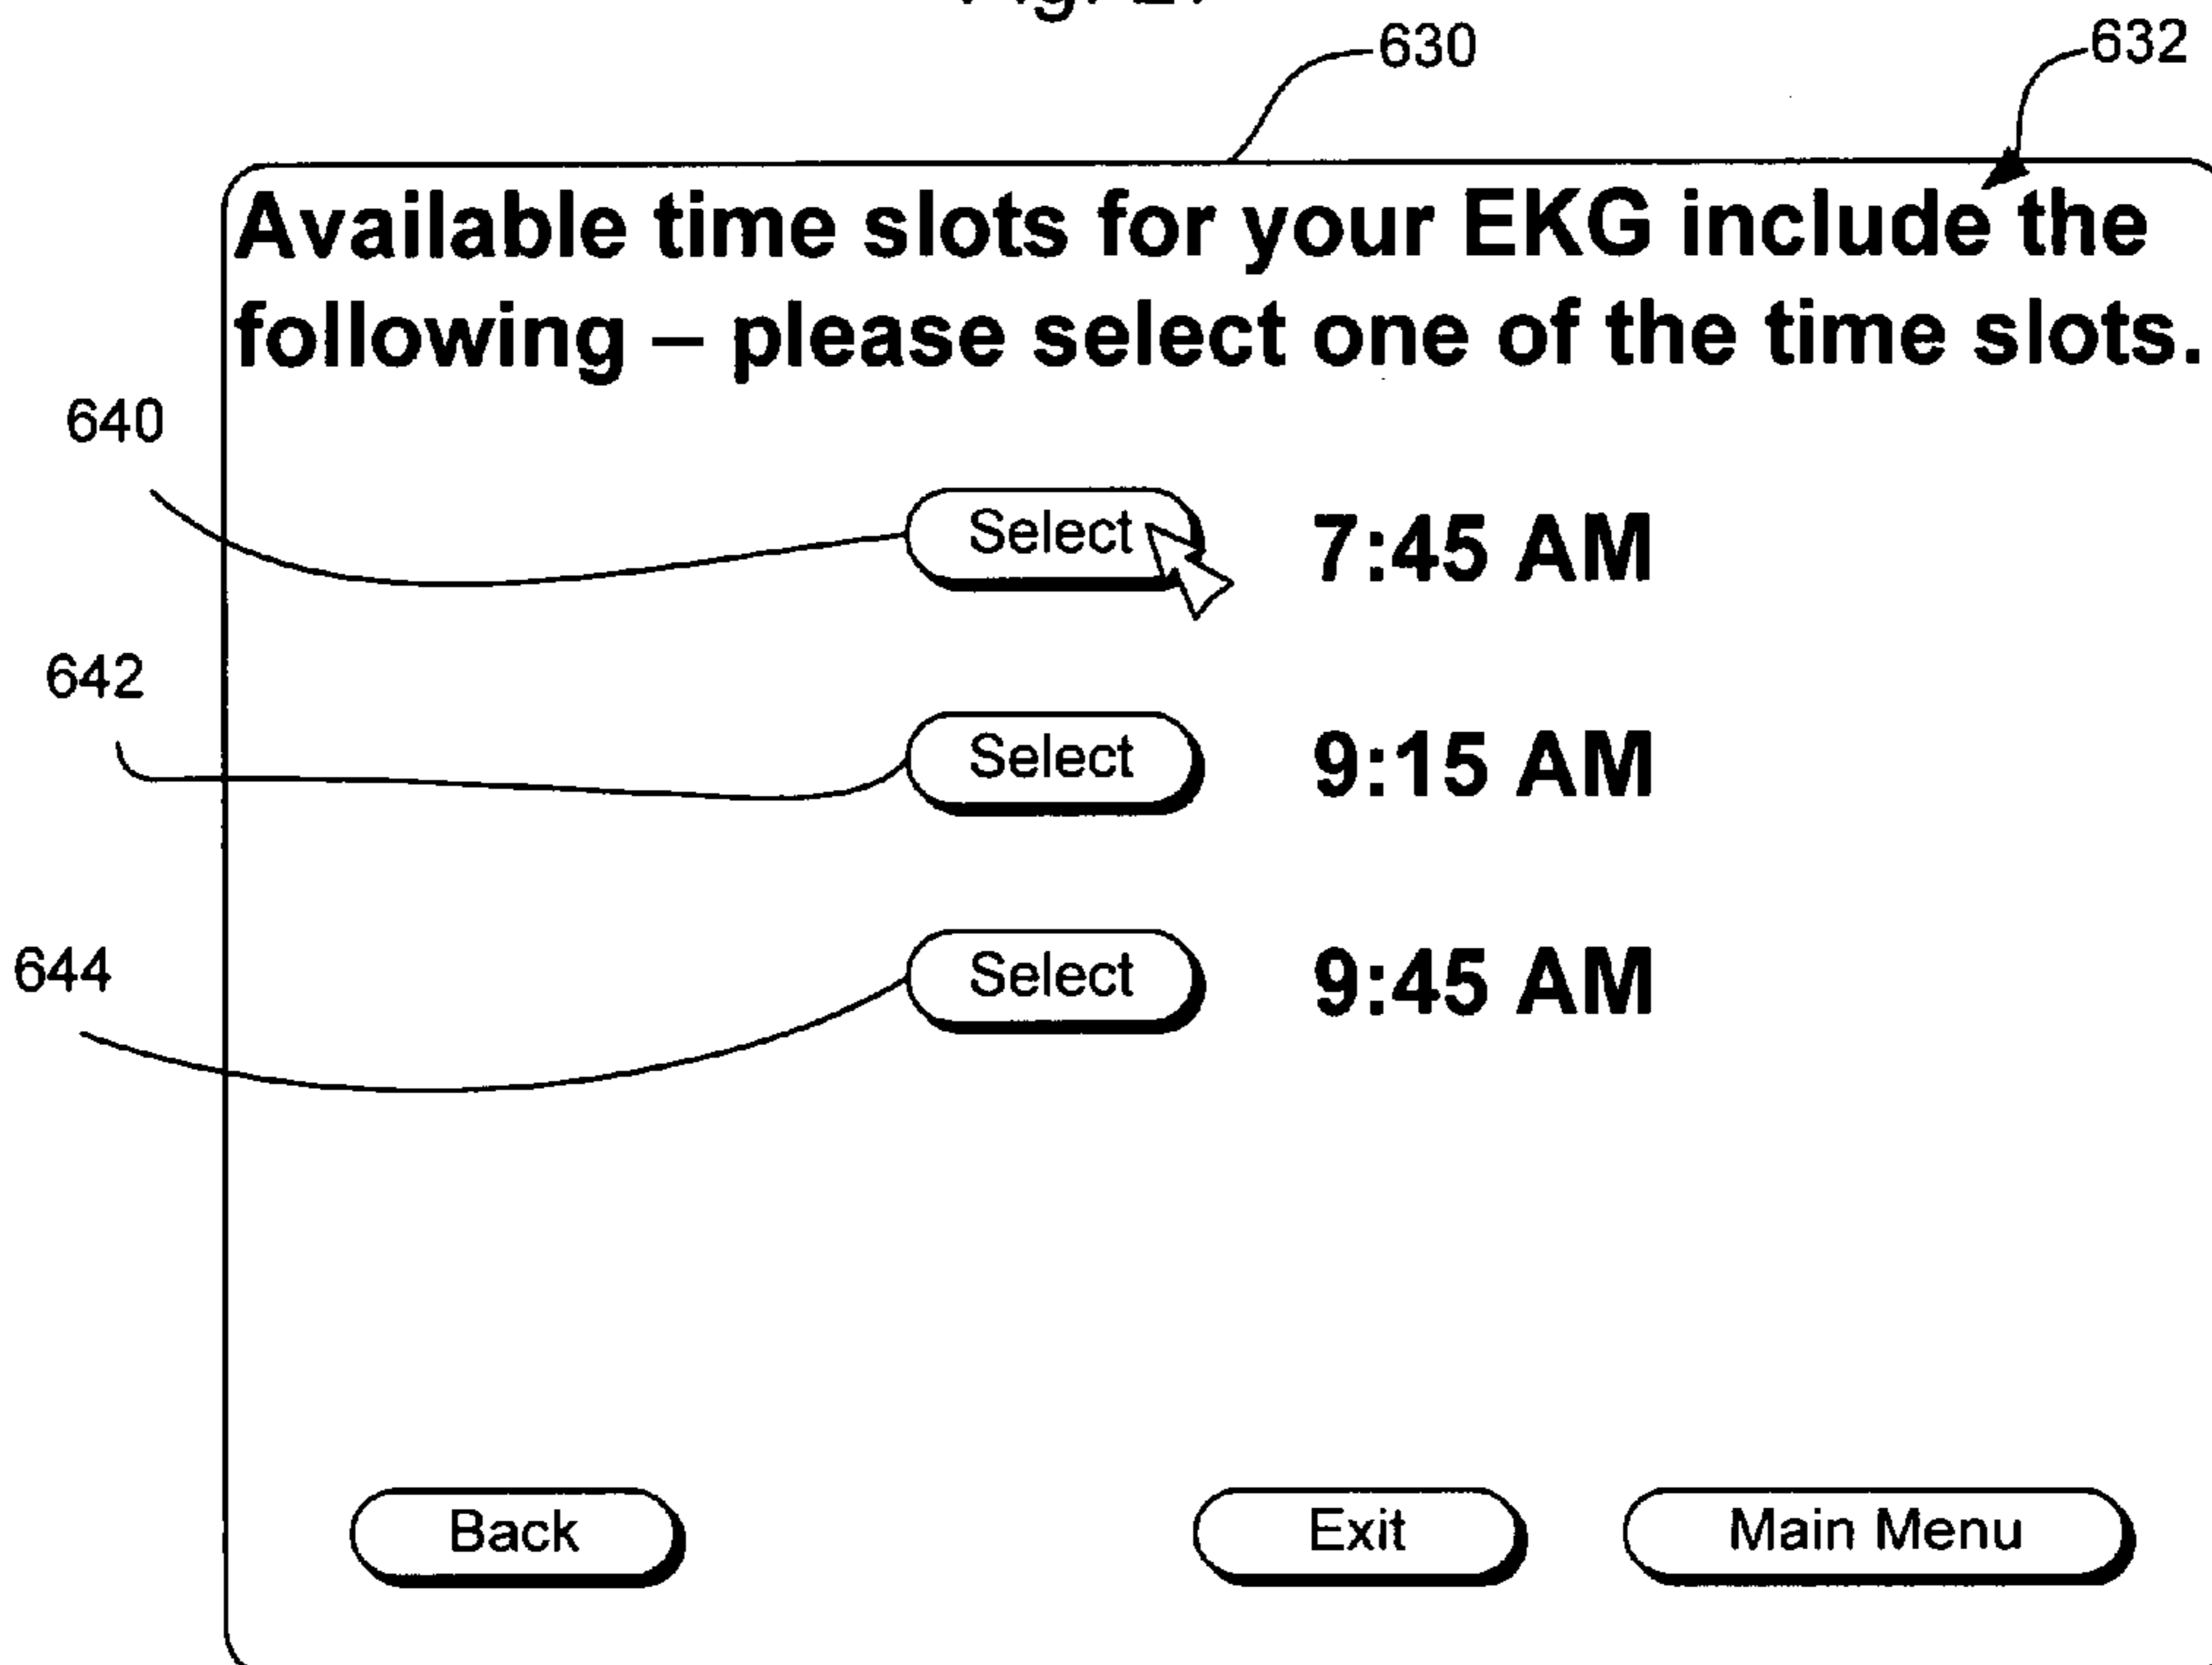 630
632
Available time slots for your EKG include the
following – please select one of the time slots.
640
Select 7:45 AM
642
Select 9:15 AM
644
Select 9:45 AM
Back Exit Main Menu